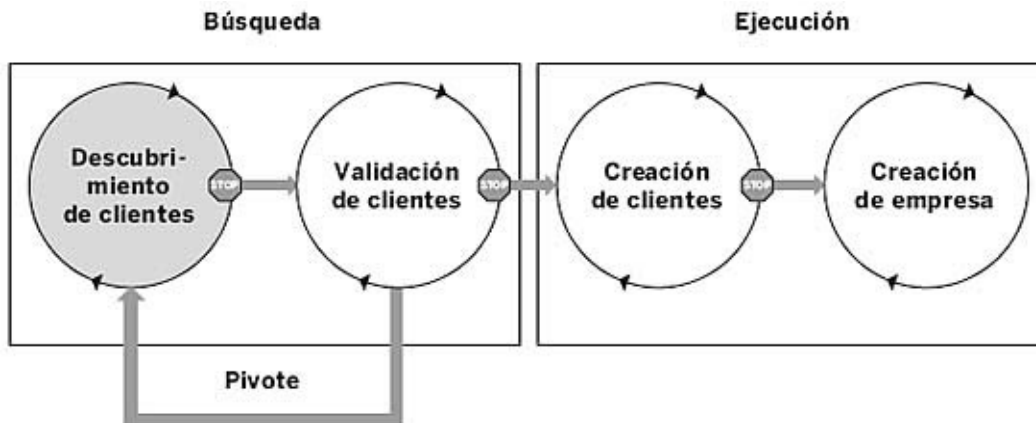 Búsqueda
Ejecución
Descubri-
miento
de clientes
STOP
Validación
de clientes
STOP
Creación
de clientes
STOP
Creación
de empresa
Pivote